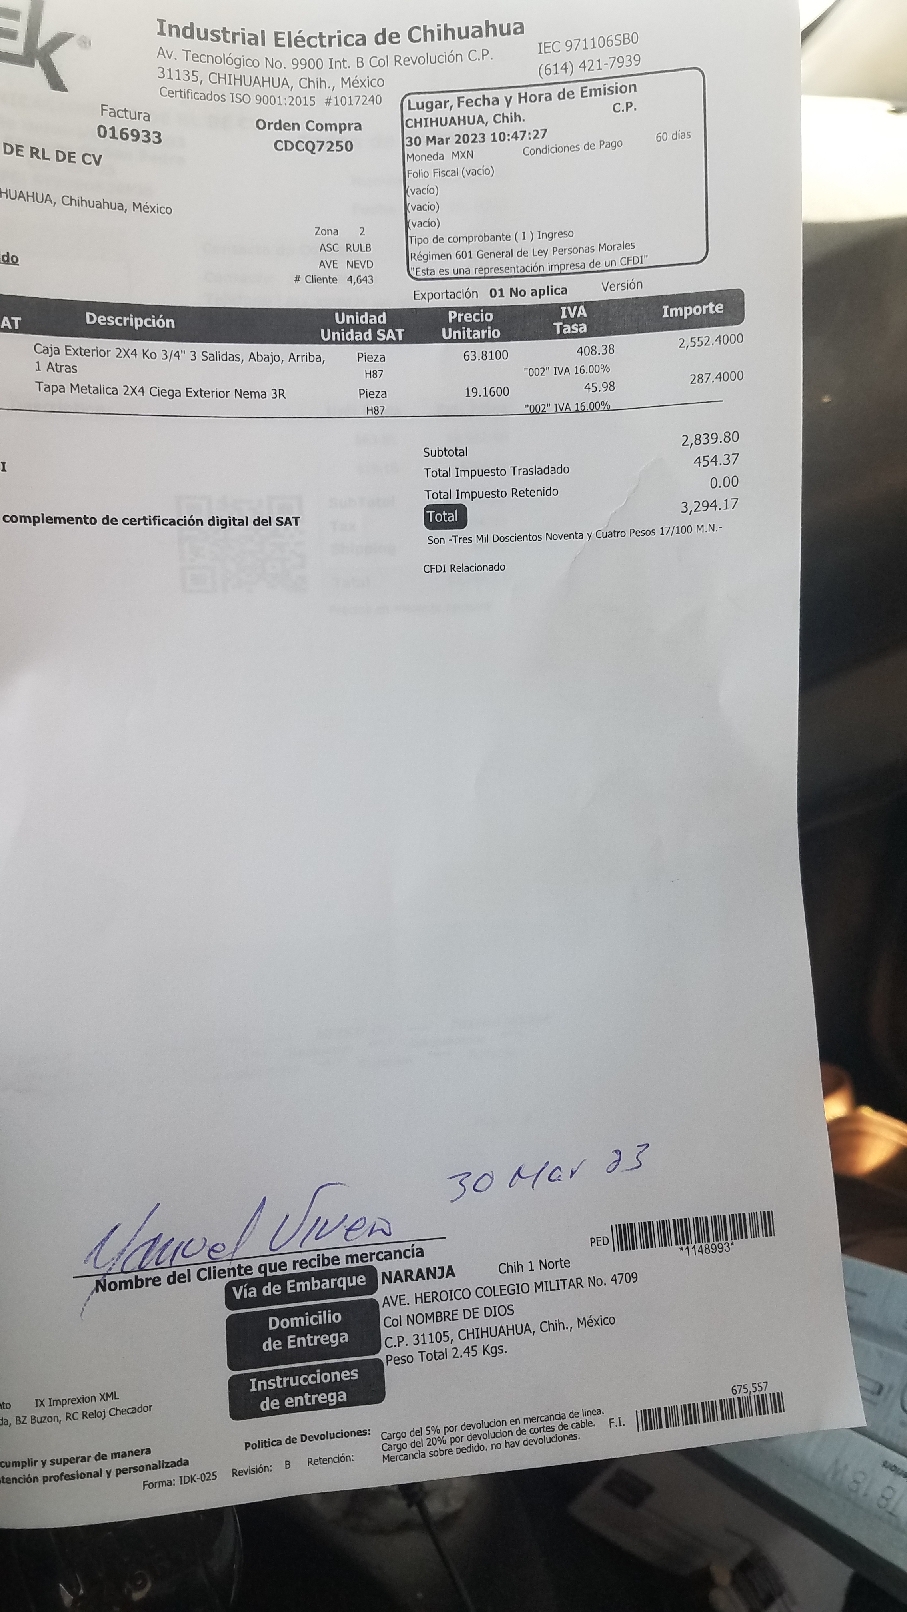 Ek®
Industrial Eléctrica de Chihuahua
Av. Tecnológico No. 9900 Int. B Col Revolución C.P.
31135, CHIHUAHUA, Chih., México
Certificados ISO 9001:2015 #1017240
IEC 9711065B0
(614) 421-7939
Factura
016933
Orden Compra
CDCQ7250
DE RL DE CV
HUAHUA, Chihuahua, México
do
Lugar, Fecha y Hora de Emision
CHIHUAHUA, Chih. C.P.
30 Mar 2023 10:47:27
Moneda MXN Condiciones de Pago 60 dias
Folio Fiscal (vacio)
(vacio)
(vacio)
(vacio)
Tipo de comprobante ( I ) Ingreso
Régimen 601 General de Ley Personas Morales
"Esta es una representación impresa de un CFDI"
Zona 2
ASC RULB
AVE NEVD
# Cliente 4,643
Exportación 01 No aplica Versión
AT Descripción Unidad Precio IVA Importe
Unidad SAT Unitario Tasa
Caja Exterior 2X4 Ko 3/4" 3 Salidas, Abajo, Arriba, Pieza 63.8100 408.38 2,552.4000
1 Atras H87 "002" IVA 16.00%
Tapa Metalica 2X4 Ciega Exterior Nema 3R Pieza 19.1600 45.98 287.4000
H87 "002" IVA 16.00%
Subtotal 2,839.80
I
Total Impuesto Trasladado 454.37
Total Impuesto Retenido 0.00
complemento de certificación digital del SAT
Total 3,294.17
Son -Tres Mil Doscientos Noventa y Cuatro Pesos 17/100 M.N.-
CFDI Relacionado
30 Mar 23
Manuel Vivero
Nombre del Cliente que recibe mercancía
PED
*1148993*
Vía de Embarque NARANJA Chih 1 Norte
Domicilio
de Entrega
AVE. HEROICO COLEGIO MILITAR No. 4709
Col NOMBRE DE DIOS
C.P. 31105, CHIHUAHUA, Chih., México
Peso Total 2.45 Kgs.
Instrucciones
de entrega
nto IX Imprexion XML
da, BZ Buzon, RC Reloj Checador
675,557
F.I.
Politica de Devoluciones: Cargo del 5% por devolucion en mercancia de linea.
Cargo del 20% por devolucion de cortes de cable.
Mercancia sobre pedido, no hay devoluciones.
cumplir y superar de manera
tención profesional y personalizada
Forma: IDK-025 Revisión: B Retención: